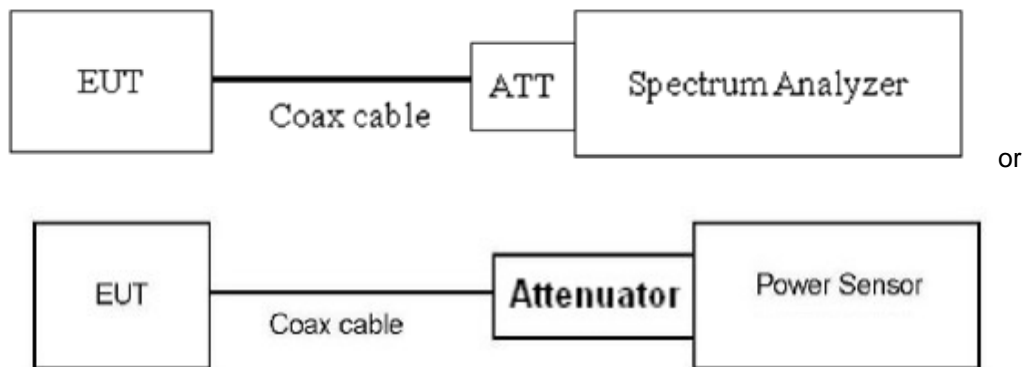 EUT
Coax cable
ATT
Spectrum Analyzer
or
EUT
Coax cable
Attenuator
Power Sensor